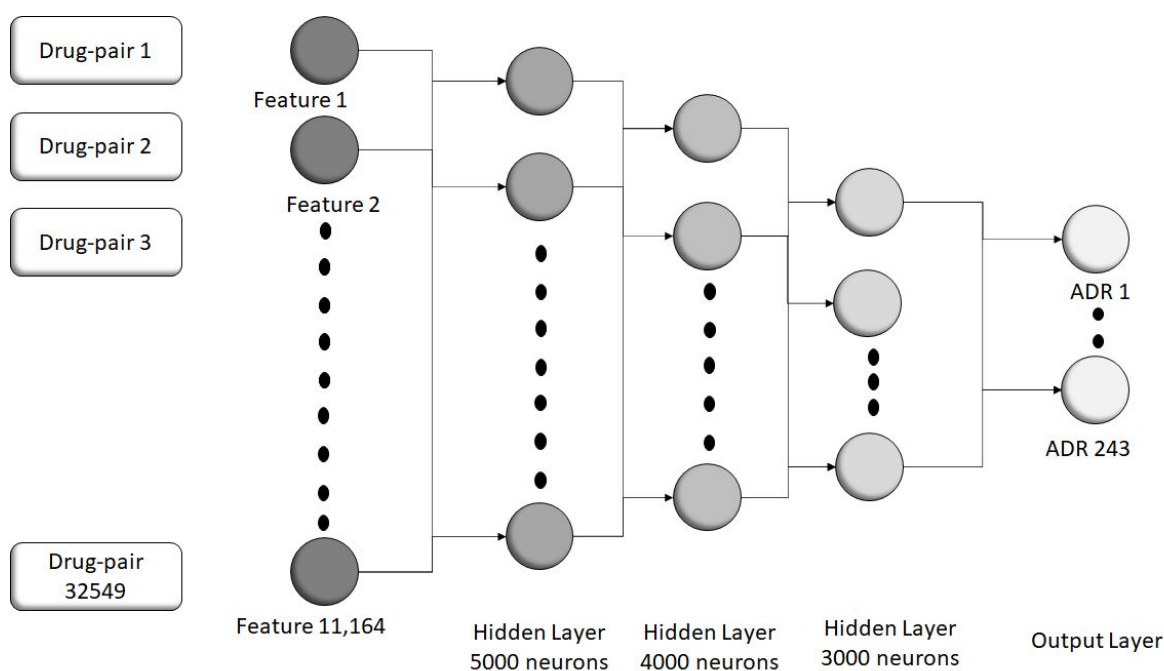 Drug-pair 1
Drug-pair 2
Drug-pair 3
Drug-pair
32549
Feature 1
Feature 2
Feature 11,164
Hidden Layer
5000 neurons
Hidden Layer
4000 neurons
Hidden Layer
3000 neurons
ADR 1
ADR 243
Output Layer